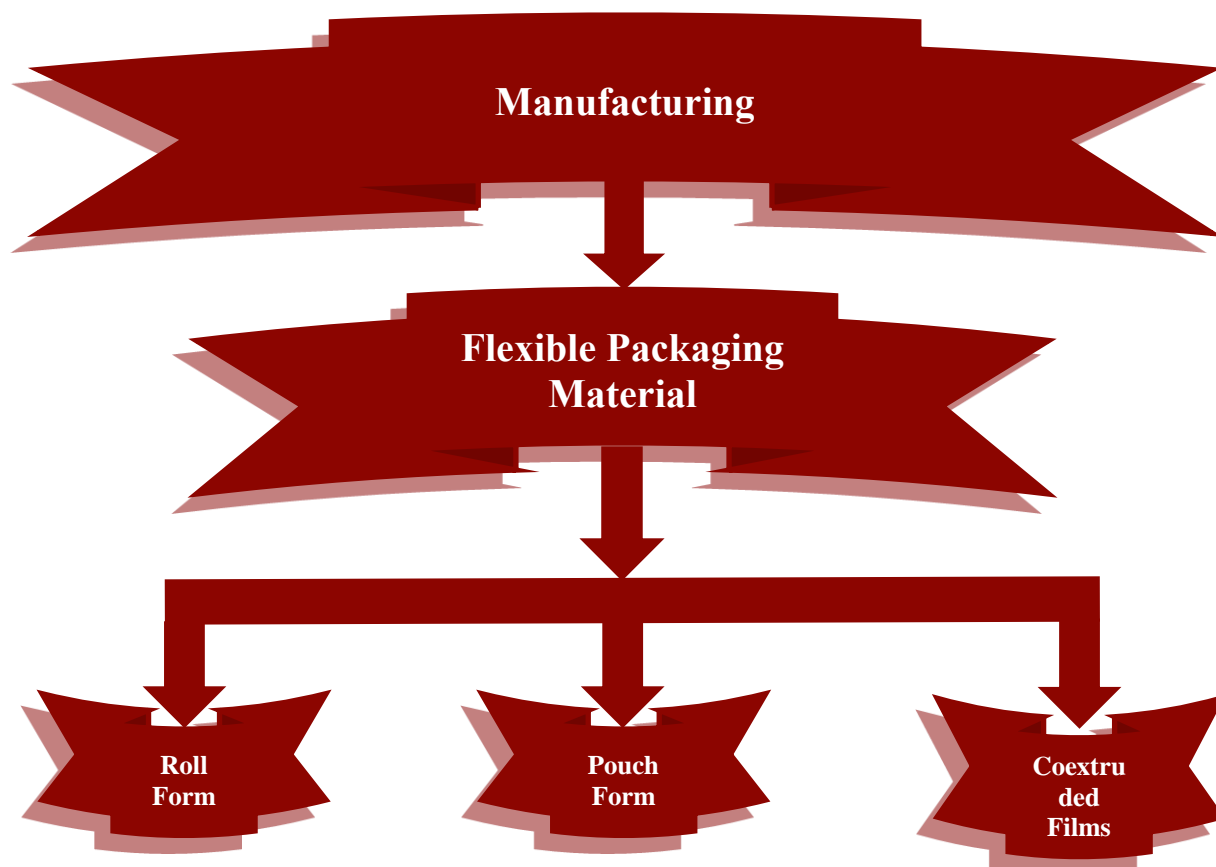 Manufacturing
Flexible Packaging
Material
Roll
Form
Pouch
Form
Coextru
ded
Films